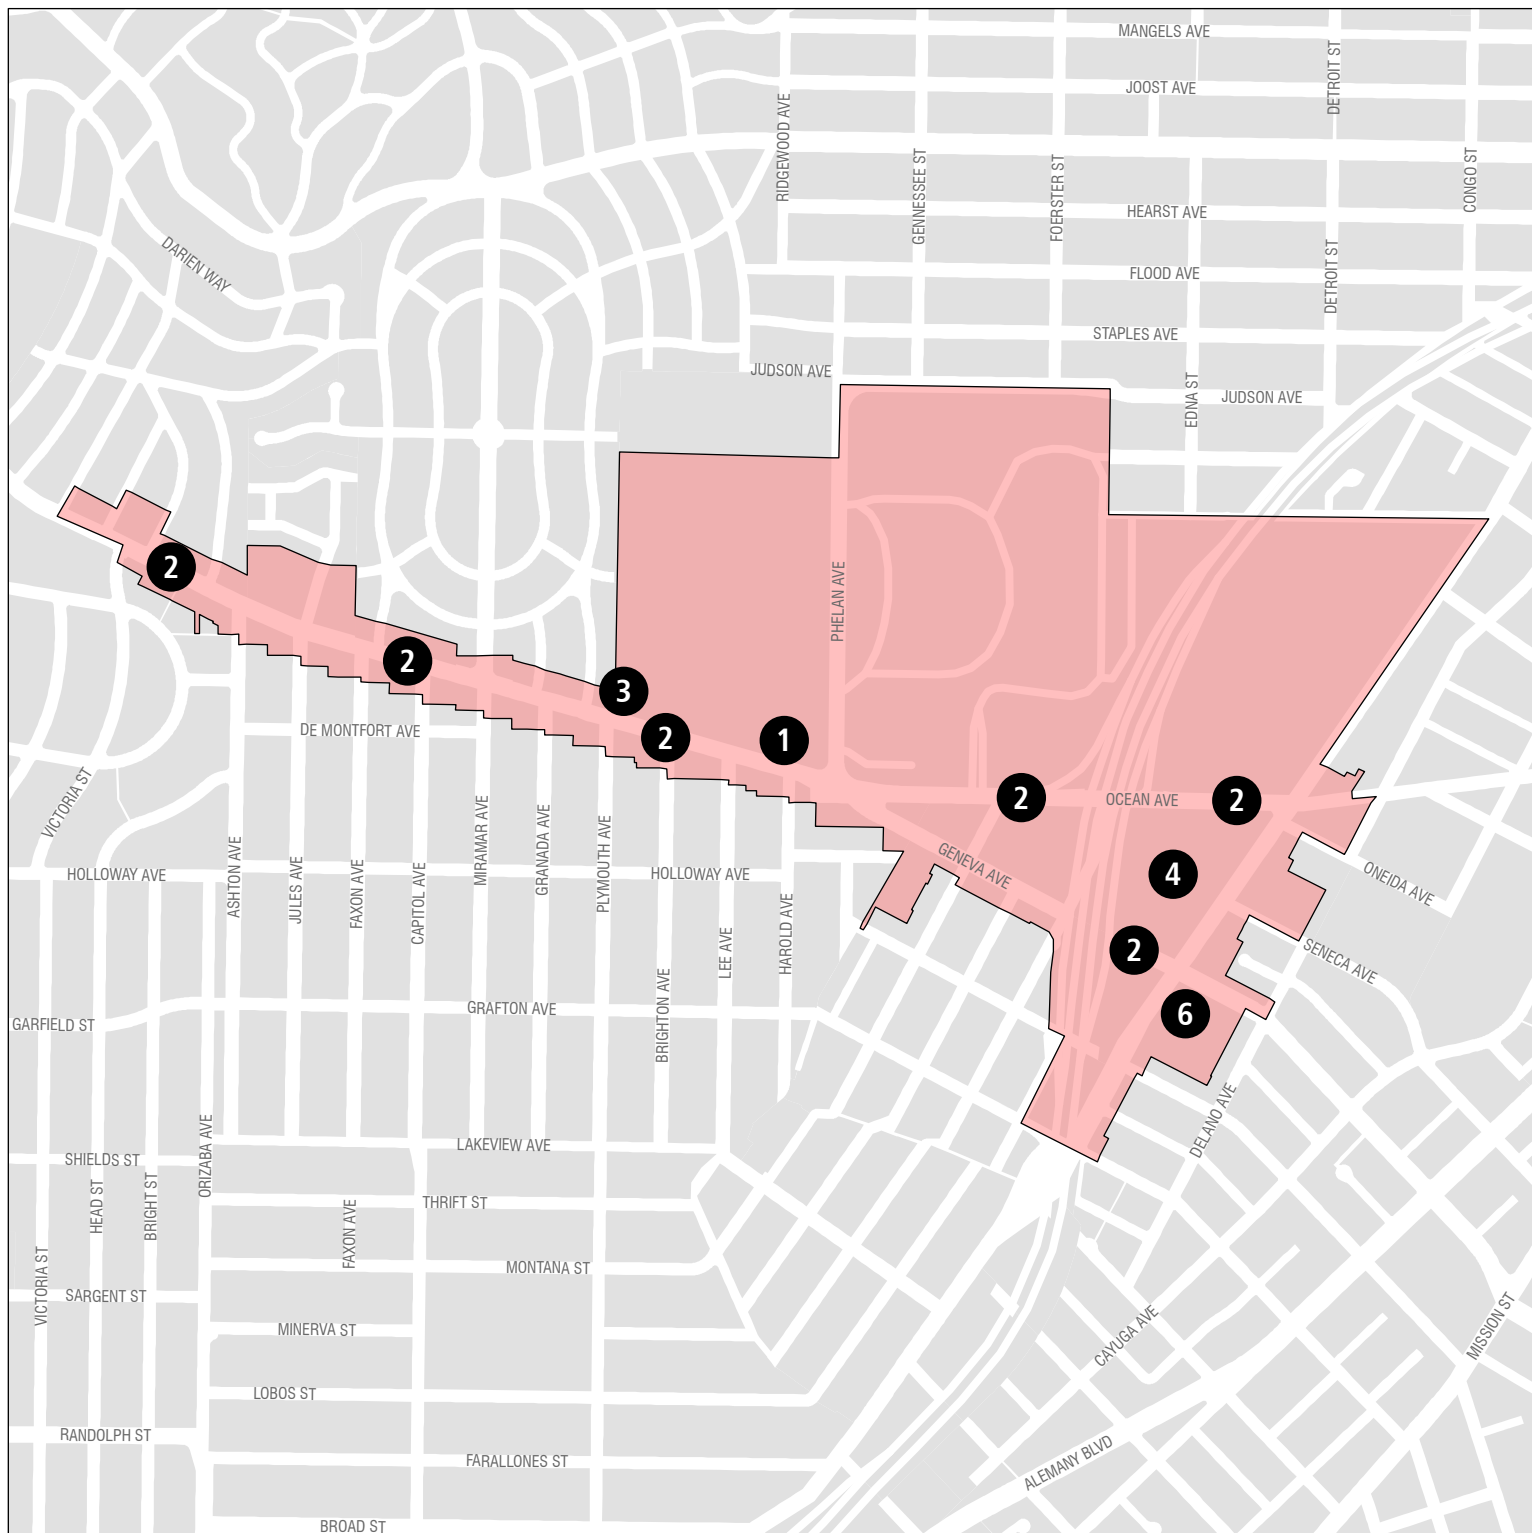 MANGELS AVE
DETROIT ST
JOOST AVE
RIDGEWOOD AVE
GENNESSEE ST
FOERSTER ST
CONGO ST
HEARST AVE
DARIEN WAY
FLOOD AVE
DETROIT ST
STAPLES AVE
JUDSON AVE
EDNA ST
JUDSON AVE
2
PHELAN AVE
2
3
DE MONTFORT AVE
2
1
VICTORIA ST
2
OCEAN AVE
2
MIRAMAR AVE
GRANADA AVE
PLYMOUTH AVE
ASHTON AVE
JULES AVE
FAXON AVE
CAPITOL AVE
HOLLOWAY AVE
HOLLOWAY AVE
GENEVA AVE
4
ONEIDA AVE
HAROLD AVE
LEE AVE
2
SENECA AVE
BRIGHTON AVE
GRAFTON AVE
6
GARFIELD ST
DELANO AVE
LAKEVIEW AVE
SHIELDS ST
ORIZABA AVE
HEAD ST
BRIGHT ST
THRIFT ST
FAXON AVE
MONTANA ST
VICTORIA ST
SARGENT ST
MINERVA ST
CAYUGA AVE
MISSION ST
LOBOS ST
RANDOLPH ST
FARALLONES ST
ALEMANY BLVD
BROAD ST